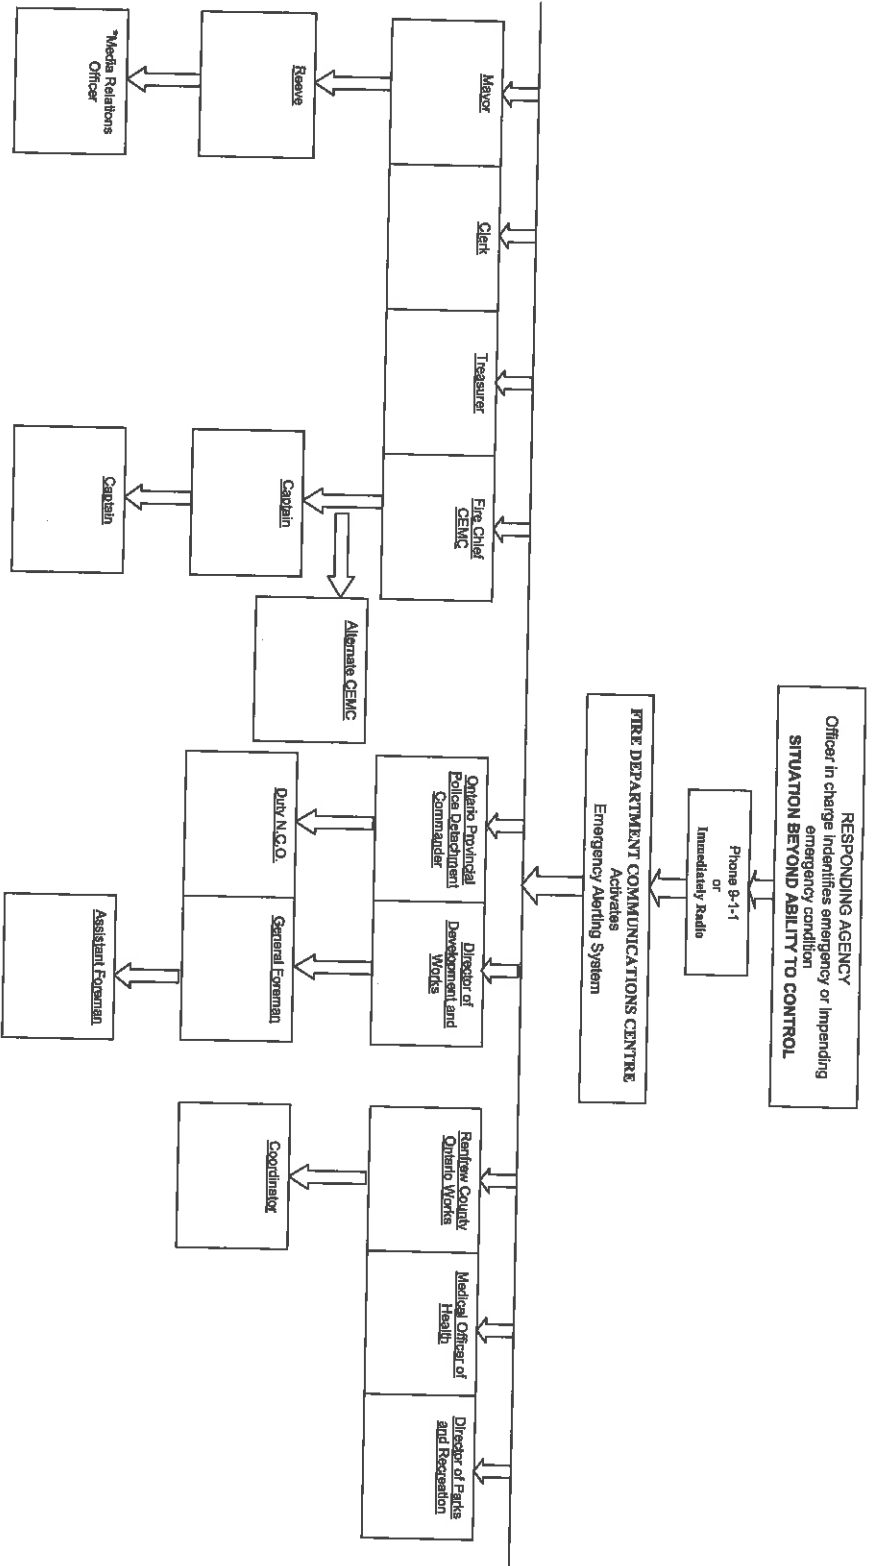 RESPONDING AGENCY
Officer in charge indentifies emergency or impending
emergency condition
SITUATION BEYOND ABILITY TO CONTROL
Phone 9-1-1
or
Immediately Radio
FIRE DEPARTMENT COMMUNICATIONS CENTRE
Activates
Emergency Alerting System
Mayor
Clerk
Treasurer
Fire Chief
CEMC
Ontario Provincial
Police Detachment
Commander
Director of
Development and
Works
Renfrew County
Ontario Works
Medical Officer of
Health
Director of Parks
and Recreation
Reeve
Captain
Alternate CEMC
Duty N.C.O.
General Foreman
Coordinator
*Media Relations
Officer
Captain
Assistant Foreman